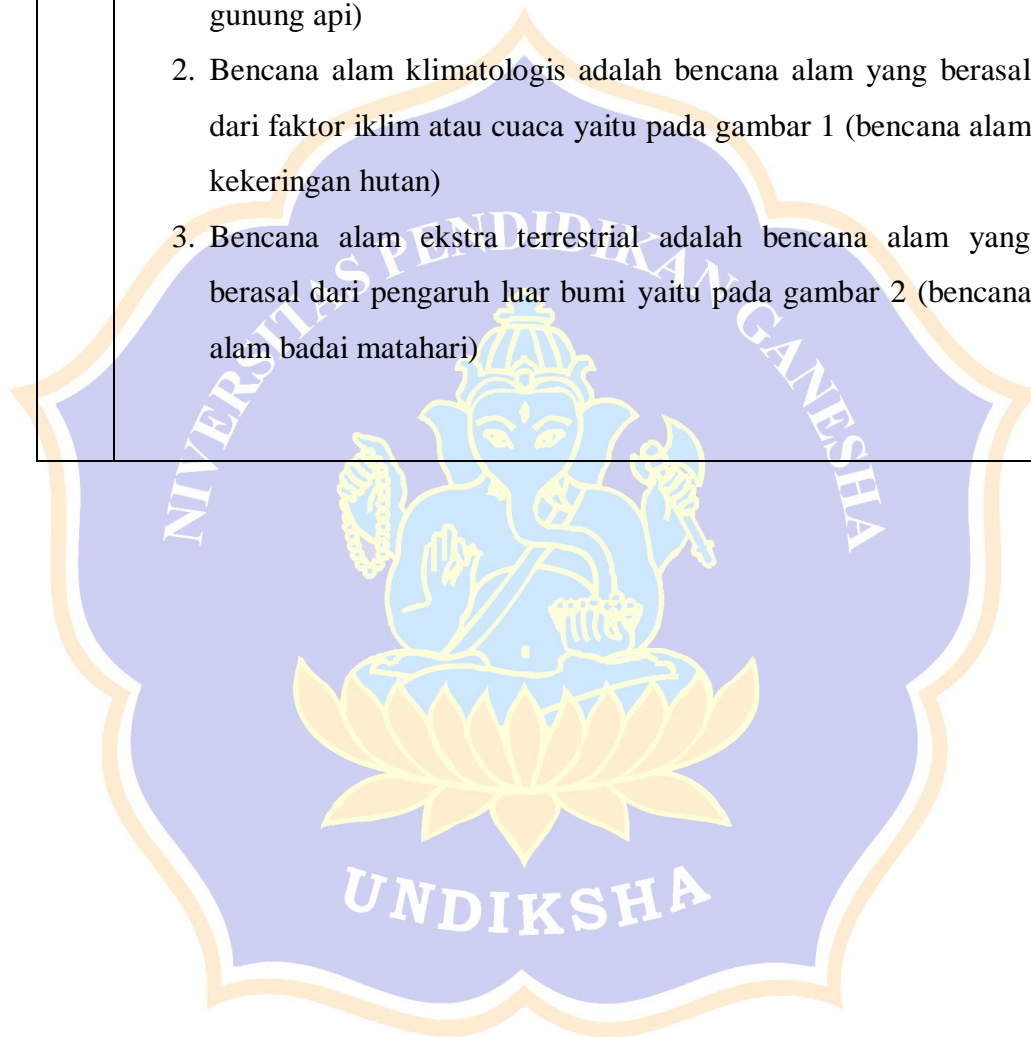 gunung api)
2. Bencana alam klimatologis adalah bencana alam yang berasal
dari faktor iklim atau cuaca yaitu pada gambar 1 (bencana alam
kekeringan hutan)
3. Bencana alam ekstra terrestrial adalah bencana alam yang
berasal dari pengaruh luar bumi yaitu pada gambar 2 (bencana
alam badai matahari)
NIVERSITAS PENDIDIKAN GANESHA
UNDIKSHA